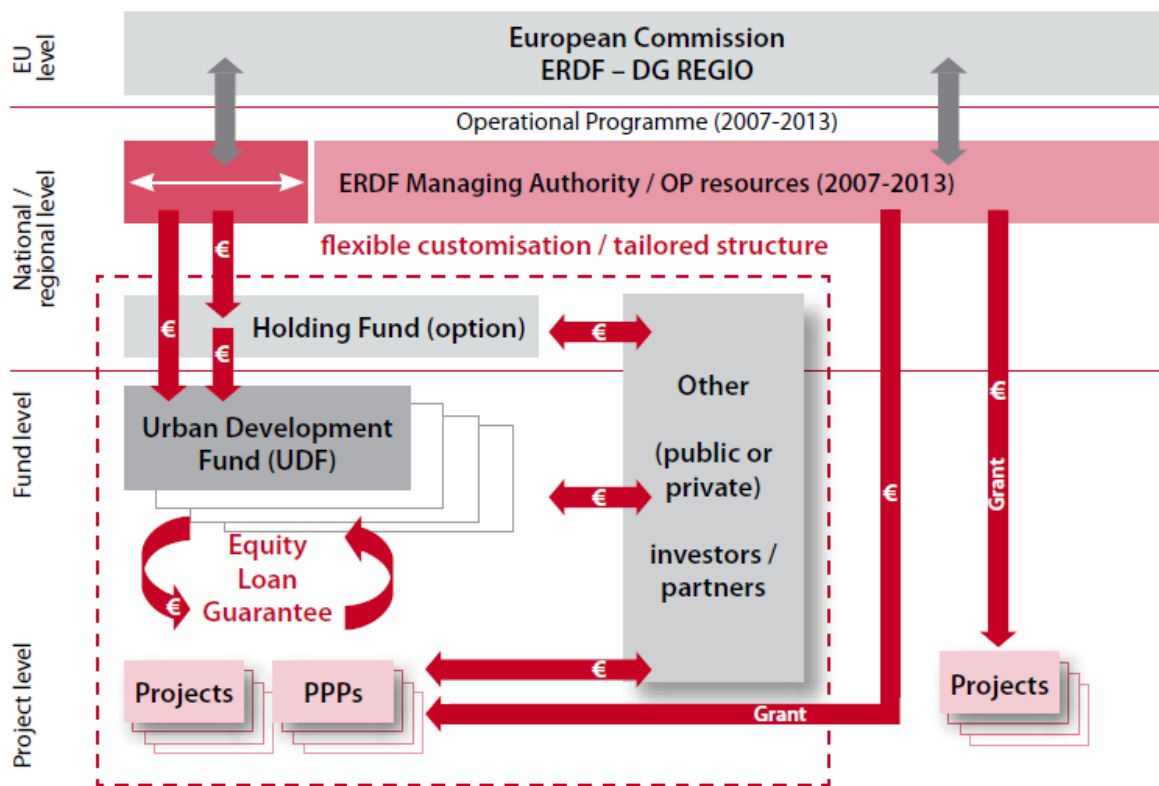 EU
level
European Commission
ERDF – DG REGIO
Operational Programme (2007-2013)
National /
regional level
ERDF Managing Authority / OP resources (2007-2013)
€
flexible customisation / tailored structure
€
Holding Fund (option)
€
€
Other
(public or
private)
investors /
partners
Fund level
Urban Development
Fund (UDF)
€
€
€
Grant
Equity
Loan
Guarantee
€
Project level
Projects
PPPs
€
Grant
Projects